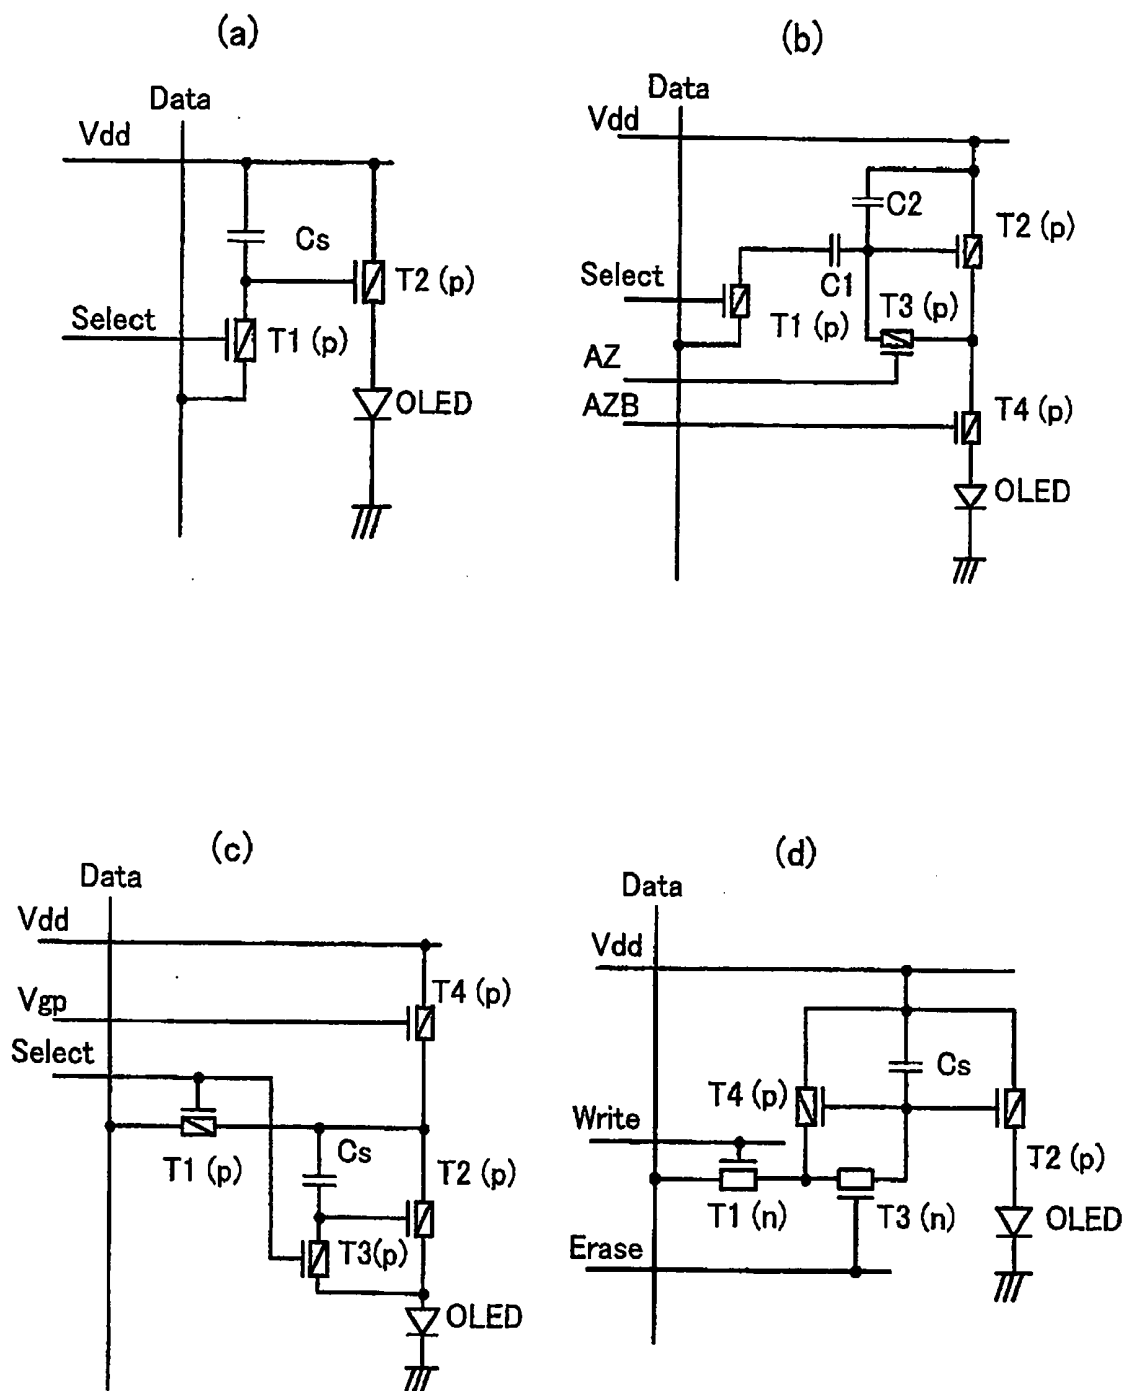 (a)
Data
Vdd
Cs
T2 (p)
Select
T1 (p)
OLED
(b)
Data
Vdd
C2
T2 (p)
Select
C1
T3 (p)
T1 (p)
AZ
AZB
T4 (p)
OLED
(c)
Data
Vdd
Vgp
T4 (p)
Select
Cs
T1 (p)
T2 (p)
T3(p)
OLED
(d)
Data
Vdd
Cs
T4 (p)
Write
T2 (p)
T1 (n)
T3 (n)
OLED
Erase